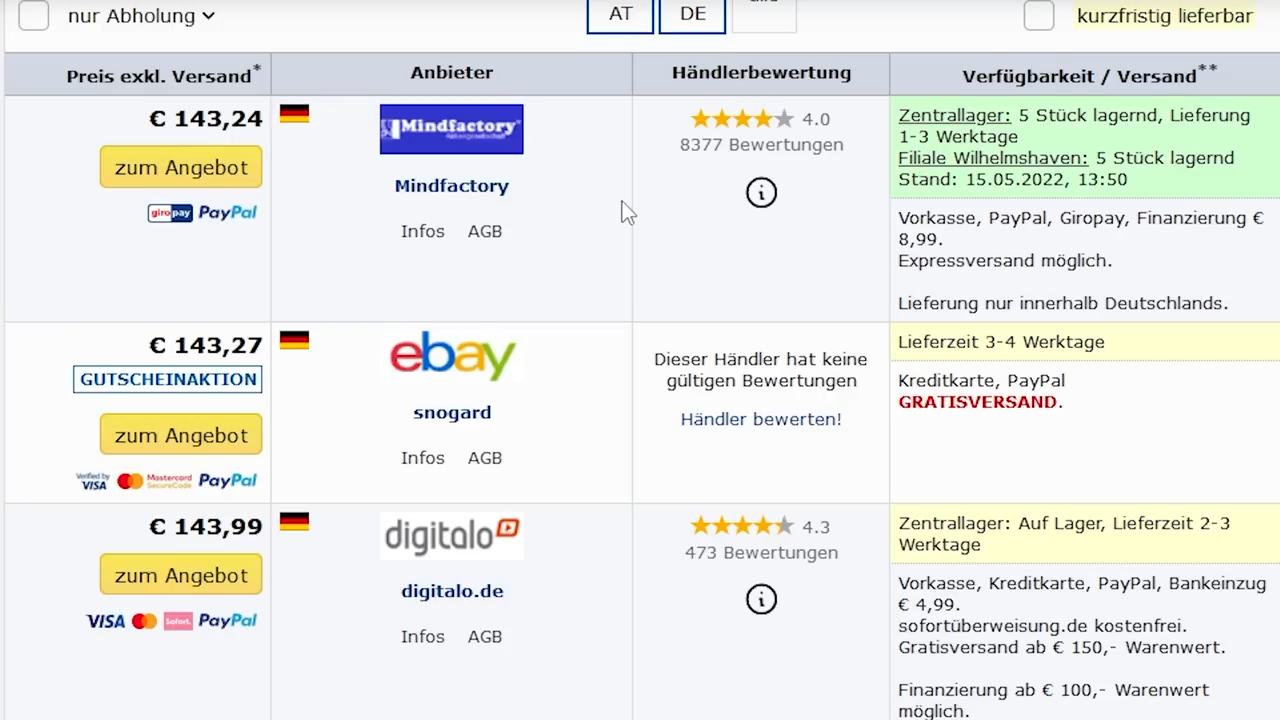 nur Abholung
AT
DE
kurzfristig lieferbar
Preis exkl. Versand*
Anbieter
Händlerbewertung
Verfügbarkeit / Versand**
€ 143,24
zum Angebot
giropay PayPal
Mindfactory
Mindfactory
Infos AGB
4.0
8377 Bewertungen
Zentrallager: 5 Stück lagernd, Lieferung
1-3 Werktage
Filiale Wilhelmshaven: 5 Stück lagernd
Stand: 15.05.2022, 13:50
Vorkasse, PayPal, Giropay, Finanzierung €
8,99.
Expressversand möglich.
Lieferung nur innerhalb Deutschlands.
€ 143,27
GUTSCHEINAKTION
zum Angebot
Verified by
VISA
Mastercard
SecureCode
PayPal
ebay
snogard
Infos AGB
Dieser Händler hat keine
gültigen Bewertungen
Händler bewerten!
Lieferzeit 3-4 Werktage
Kreditkarte, PayPal
GRATISVERSAND.
€ 143,99
zum Angebot
VISA Sofort. PayPal
digitalo
digitalo.de
Infos AGB
4.3
473 Bewertungen
Zentrallager: Auf Lager, Lieferzeit 2-3
Werktage
Vorkasse, Kreditkarte, PayPal, Bankeinzug
€ 4,99.
sofortüberweisung.de kostenfrei.
Gratisversand ab € 150,- Warenwert.
Finanzierung ab € 100,- Warenwert
möglich.